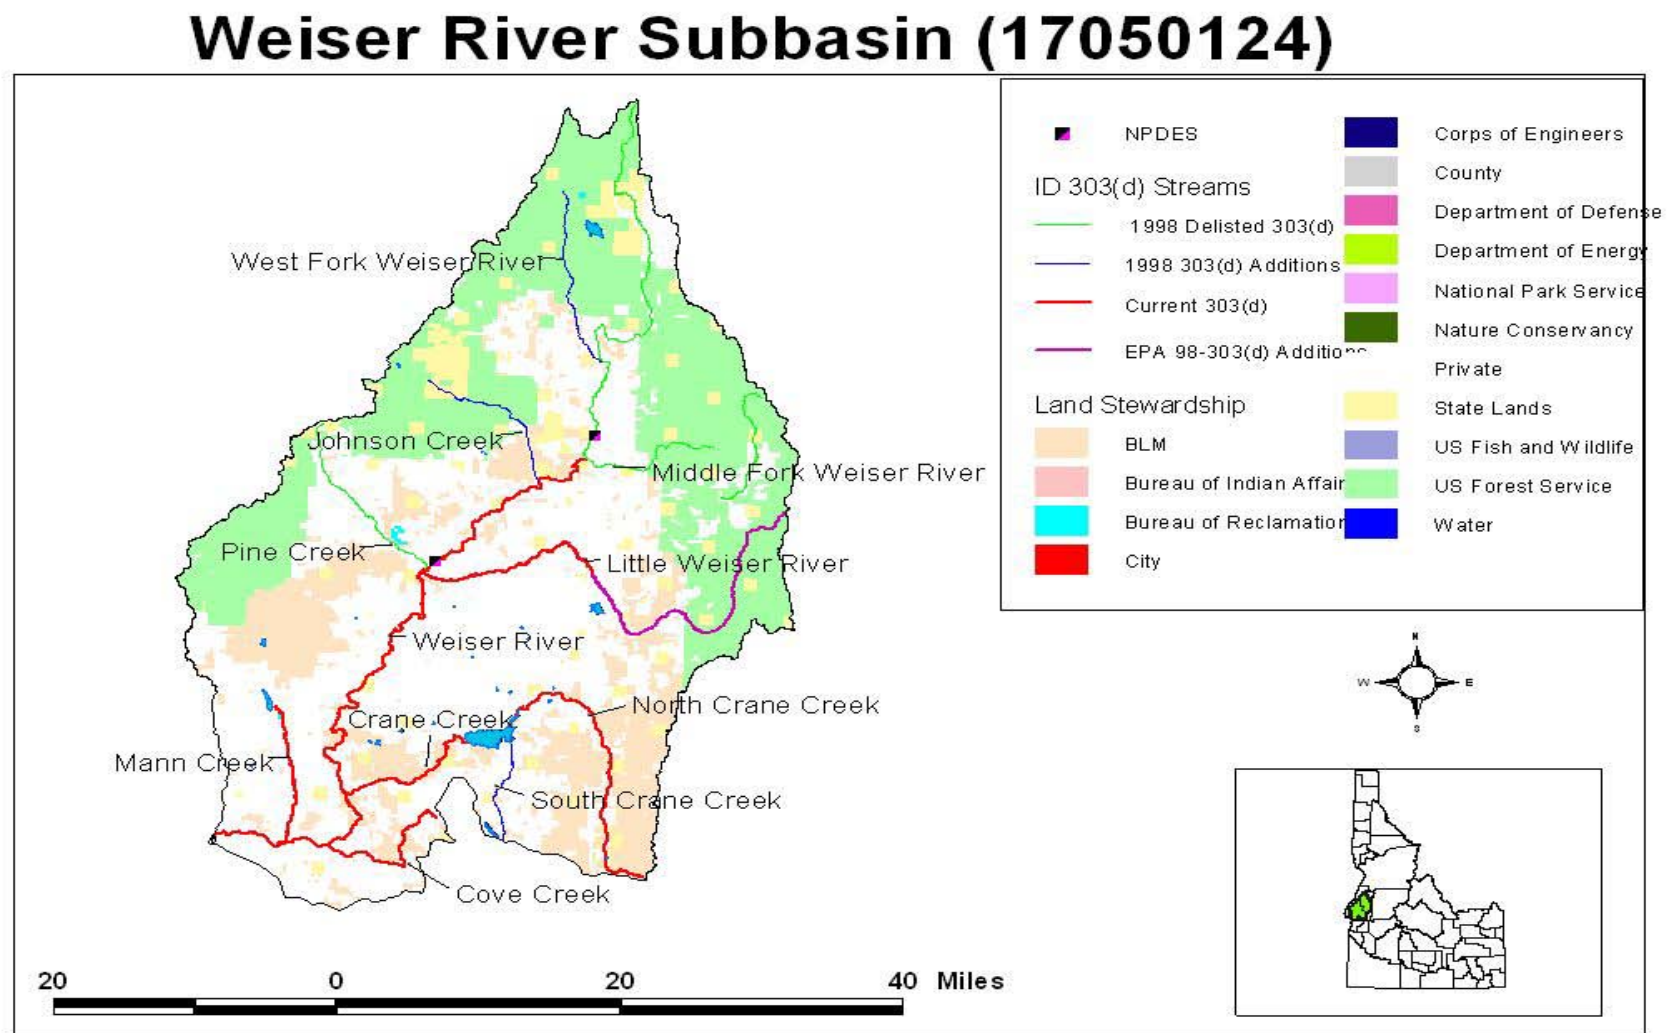 Weiser River Subbasin (17050124)
NPDES
ID 303(d) Streams
1998 Delisted 303(d)
1998 303(d) Additions
Current 303(d)
EPA 98-303(d) Additions
Land Stewardship
BLM
Bureau of Indian Affair
Bureau of Reclamation
City
Corps of Engineers
County
Department of Defense
Department of Energy
National Park Service
Nature Conservancy
Private
State Lands
US Fish and Wildlife
US Forest Service
Water
West Fork Weiser River
Johnson Creek
Middle Fork Weiser River
Pine Creek
Little Weiser River
Weiser River
North Crane Creek
Crane Creek
Mann Creek
South Crane Creek
Cove Creek
N
W E
S
20 0 20 40 Miles